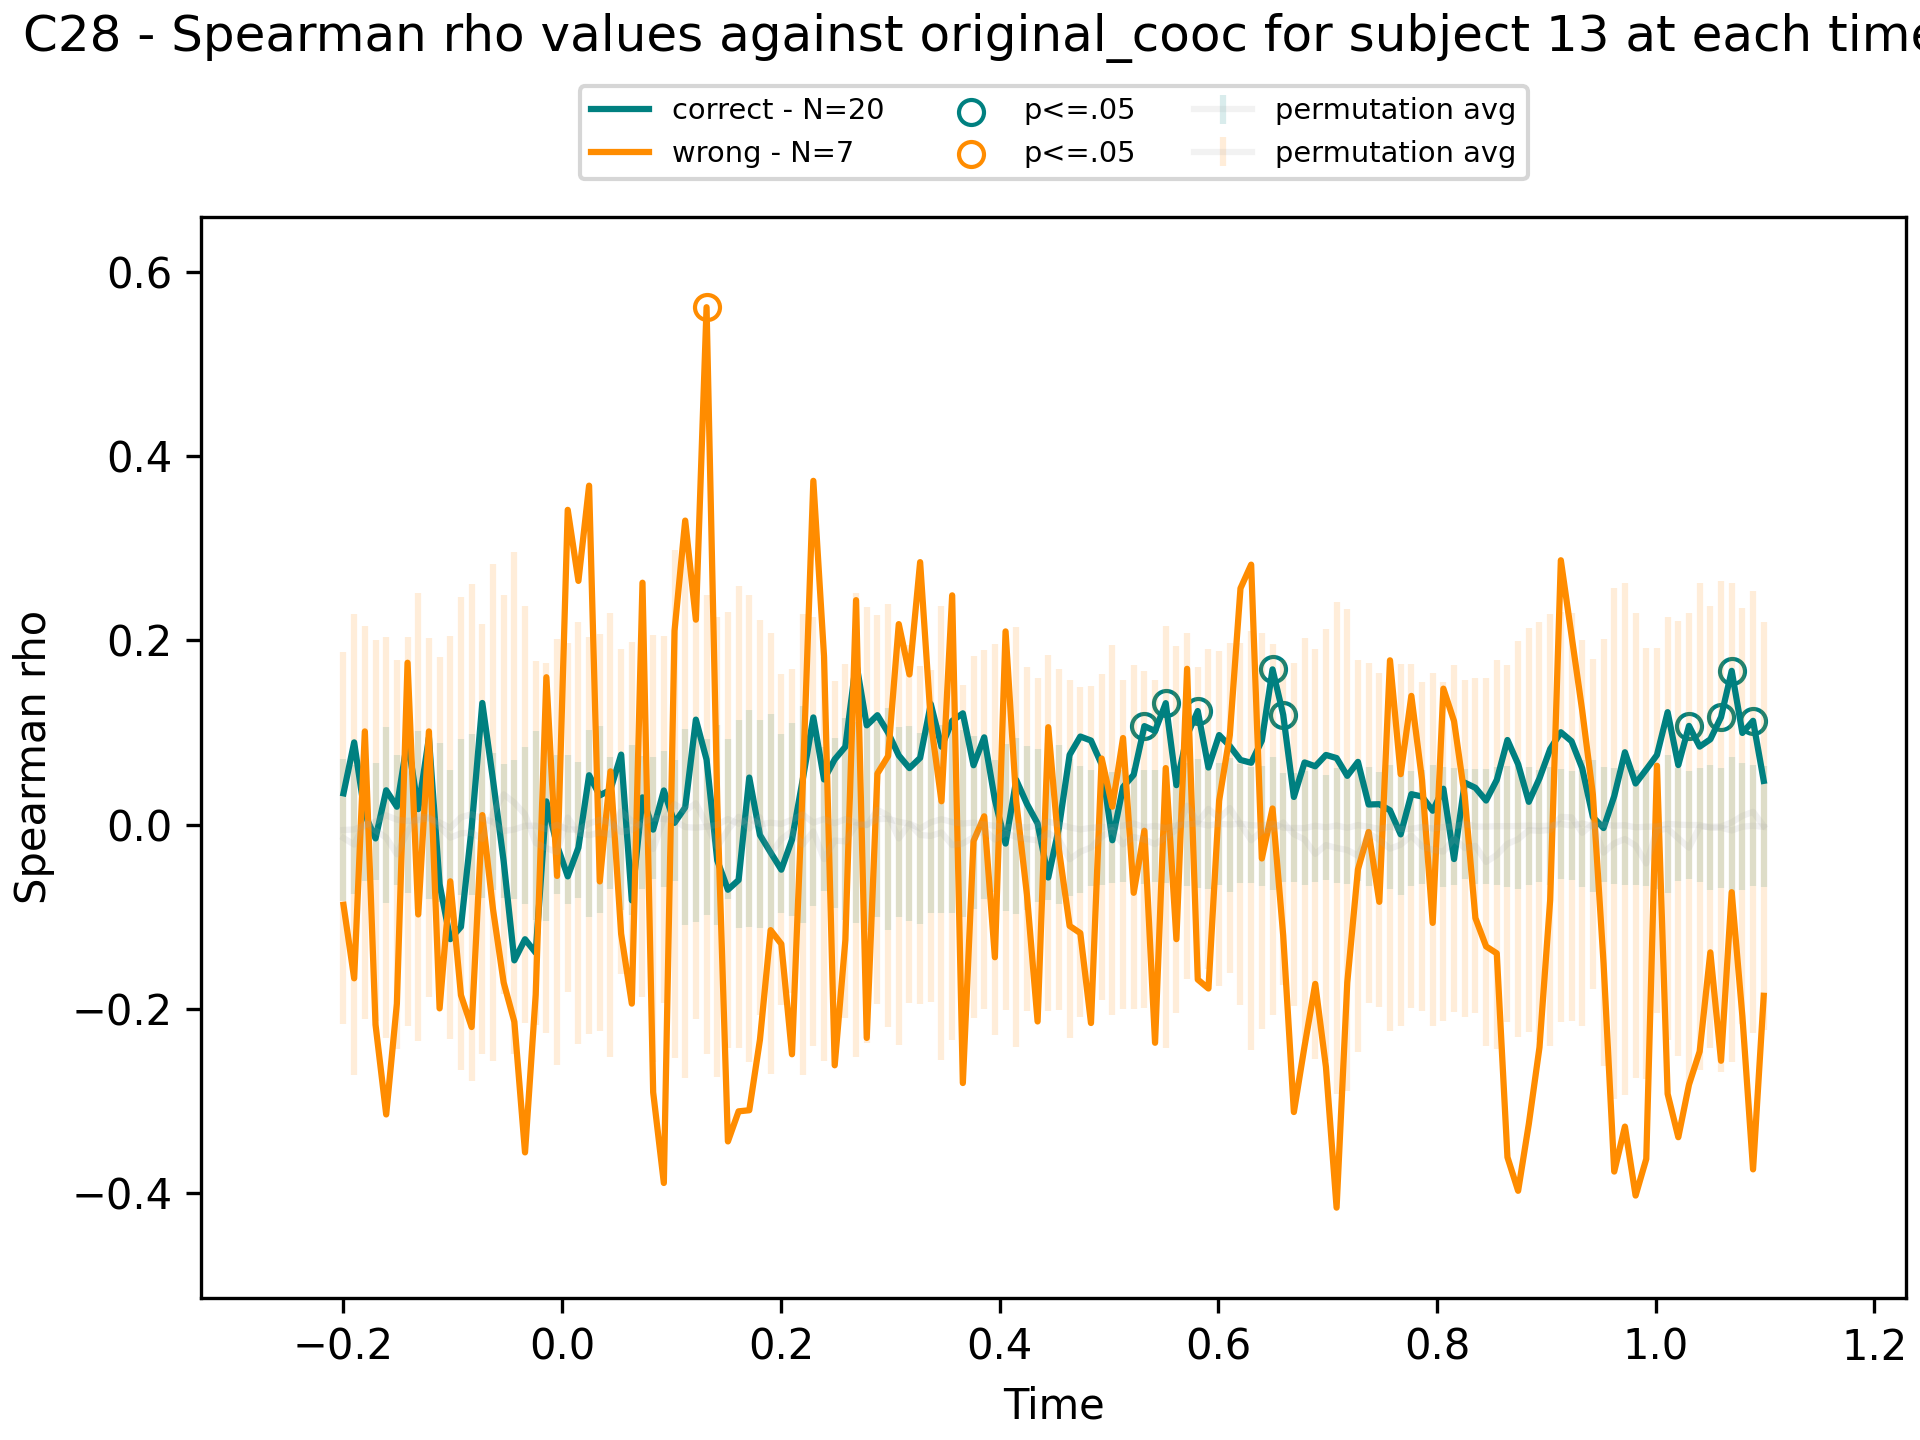 C28 - Spearman rho values against original_cooc for subject 13 at each time
correct - N=20
wrong - N=7
p<=.05
p<=.05
permutation avg
permutation avg
Spearman rho
0.6
0.4
0.2
0.0
−0.2
−0.4
−0.2
0.0
0.2
0.4
0.6
0.8
1.0
1.2
Time